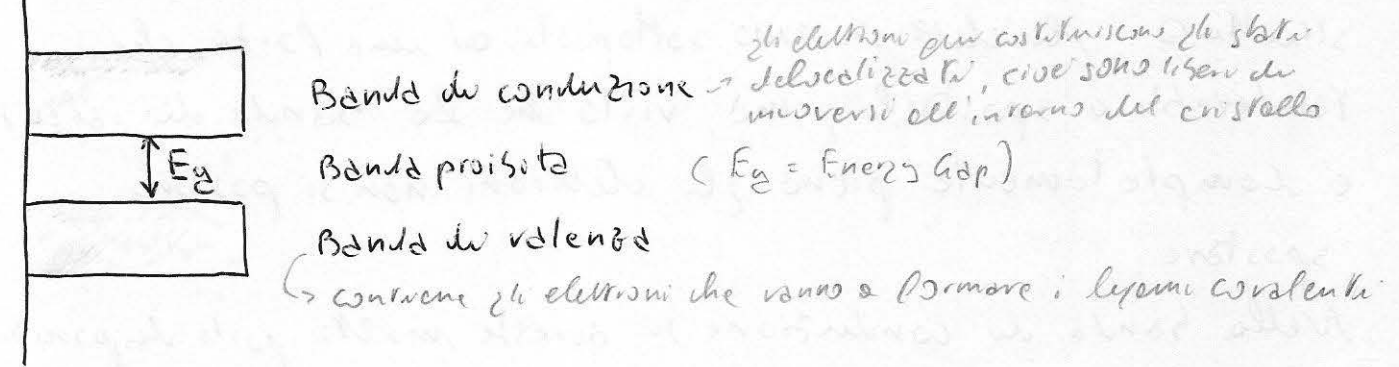 gli elettroni qui costituiscono gli stati
Banda di conduzione → delocalizzati, cioè sono liberi di
muoversi all'interno del cristallo
Eg Banda proibita (Eg = Energy Gap)
Banda di valenza
↳ contiene gli elettroni che vanno a formare i legami covalenti